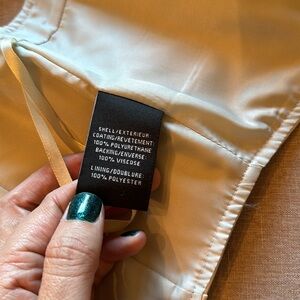 SHELL/EXTERIEUR
COATING/REVETEMENT:
100% POLYURETHANE
BACKING/ENVERSE:
100% VISCOSE
LINING/DOUBLURE:
100% POLYESTER